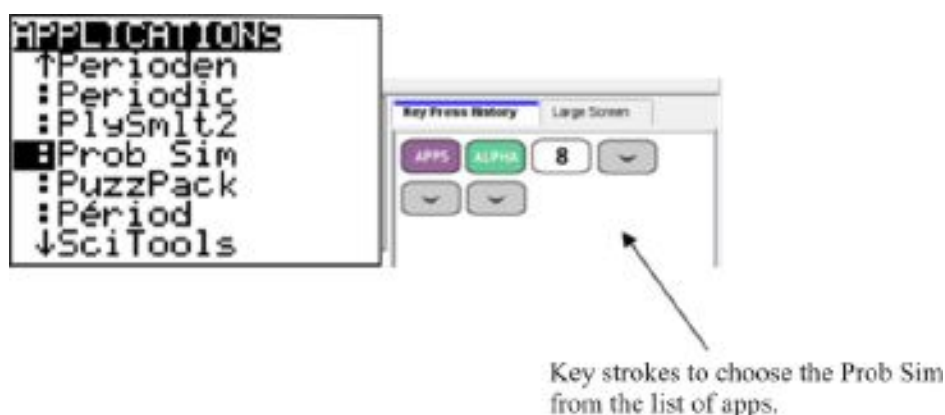 APPLICATIONS
↑Perioden
:Periodic
:PlySmlt2
:Prob Sim
:PuzzPack
:Périod
↓SciTools
Key Press History
Large Screen
APPS
ALPHA
8
Key strokes to choose the Prob Sim
from the list of apps.